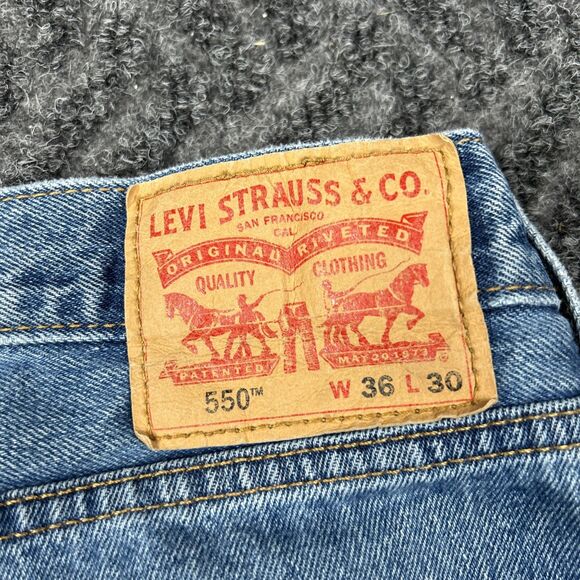 LEVI STRAUSS & CO.
SAN FRANCISCO
CAL
ORIGINAL RIVETED
QUALITY CLOTHING
PATENTED MAY 20 1873
550™ W 36 L 30